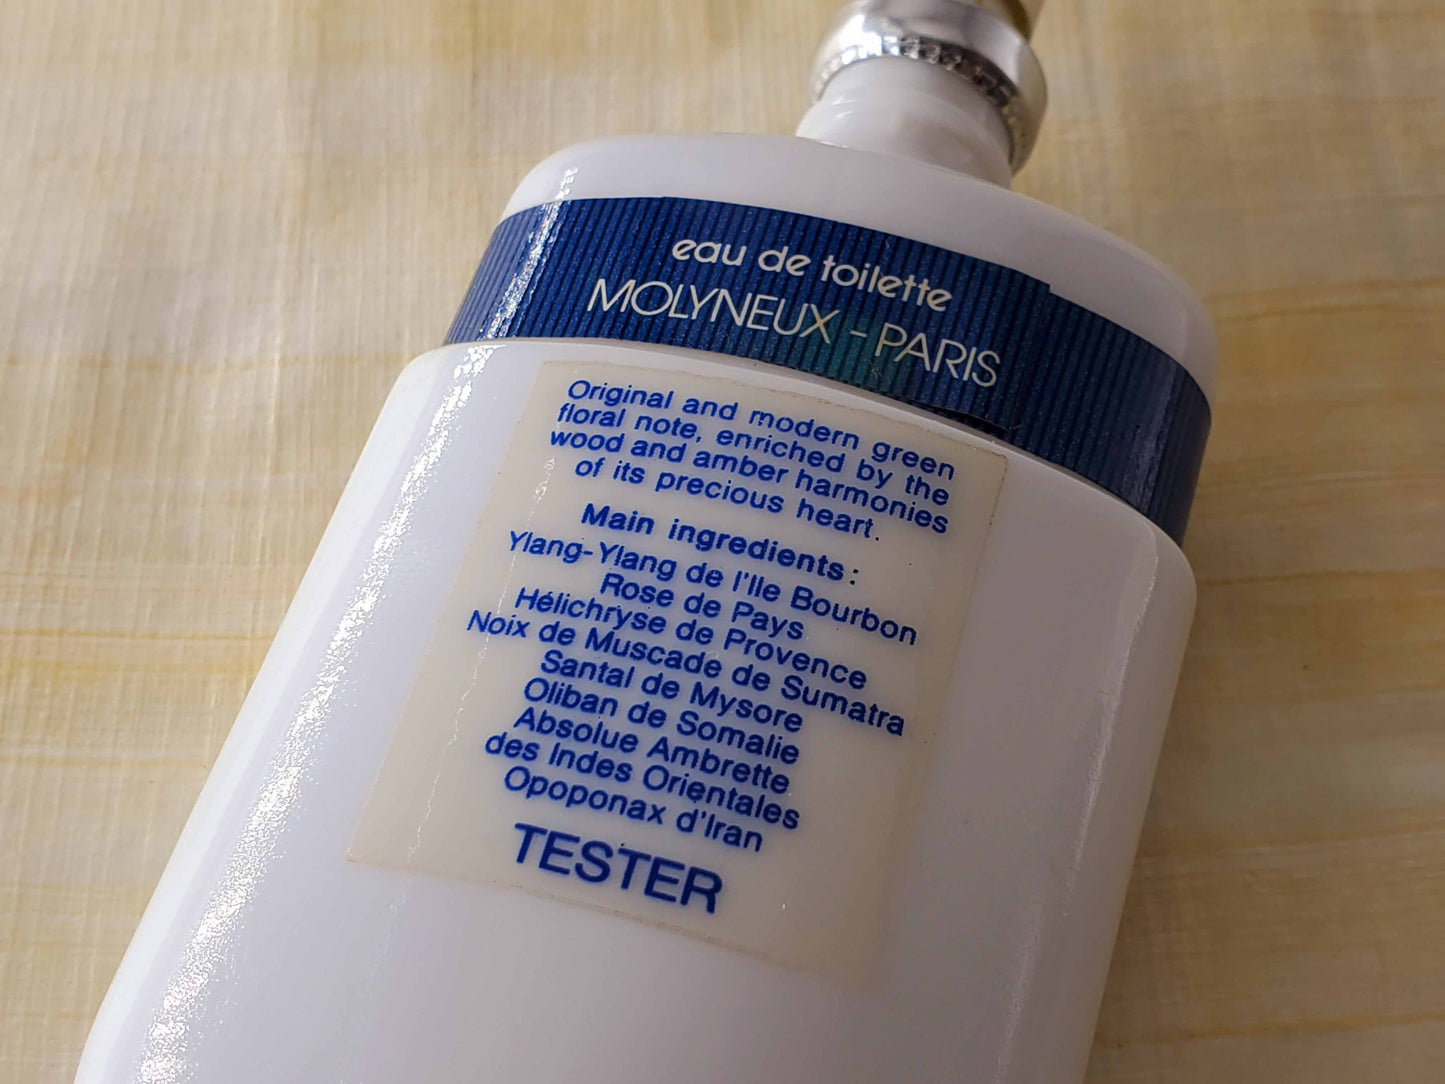 eau de toilette
MOLYNEUX - PARIS
Original and modern green
floral note, enriched by the
wood and amber harmonies
of its precious heart.
Main ingredients :
Ylang-Ylang de l'Ile Bourbon
Rose de Pays
Hélichryse de Provence
Noix de Muscade de Sumatra
Santal de Mysore
Oliban de Somalie
Absolue Ambrette
des Indes Orientales
Opoponax d'Iran
TESTER